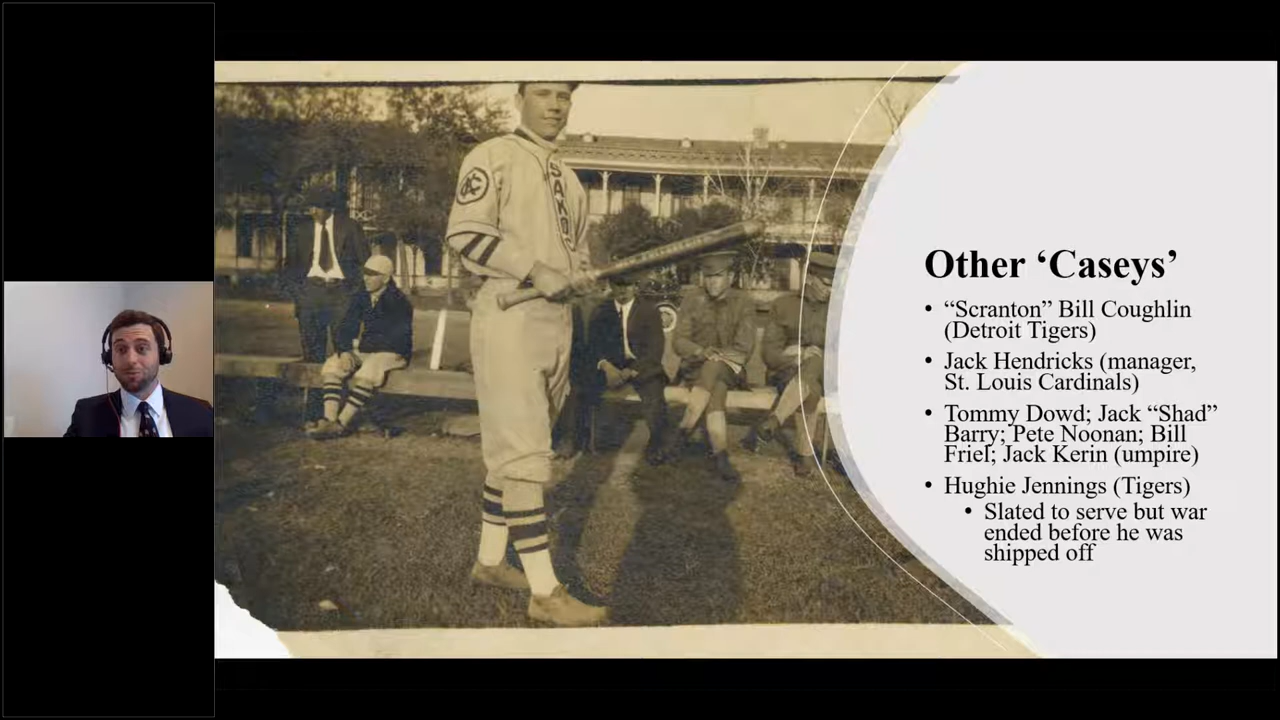 Other ‘Caseys’
• “Scranton” Bill Coughlin
(Detroit Tigers)
• Jack Hendricks (manager,
St. Louis Cardinals)
• Tommy Dowd; Jack “Shad”
Barry; Pete Noonan; Bill
Friel; Jack Kerin (umpire)
• Hughie Jennings (Tigers)
• Slated to serve but war
ended before he was
shipped off